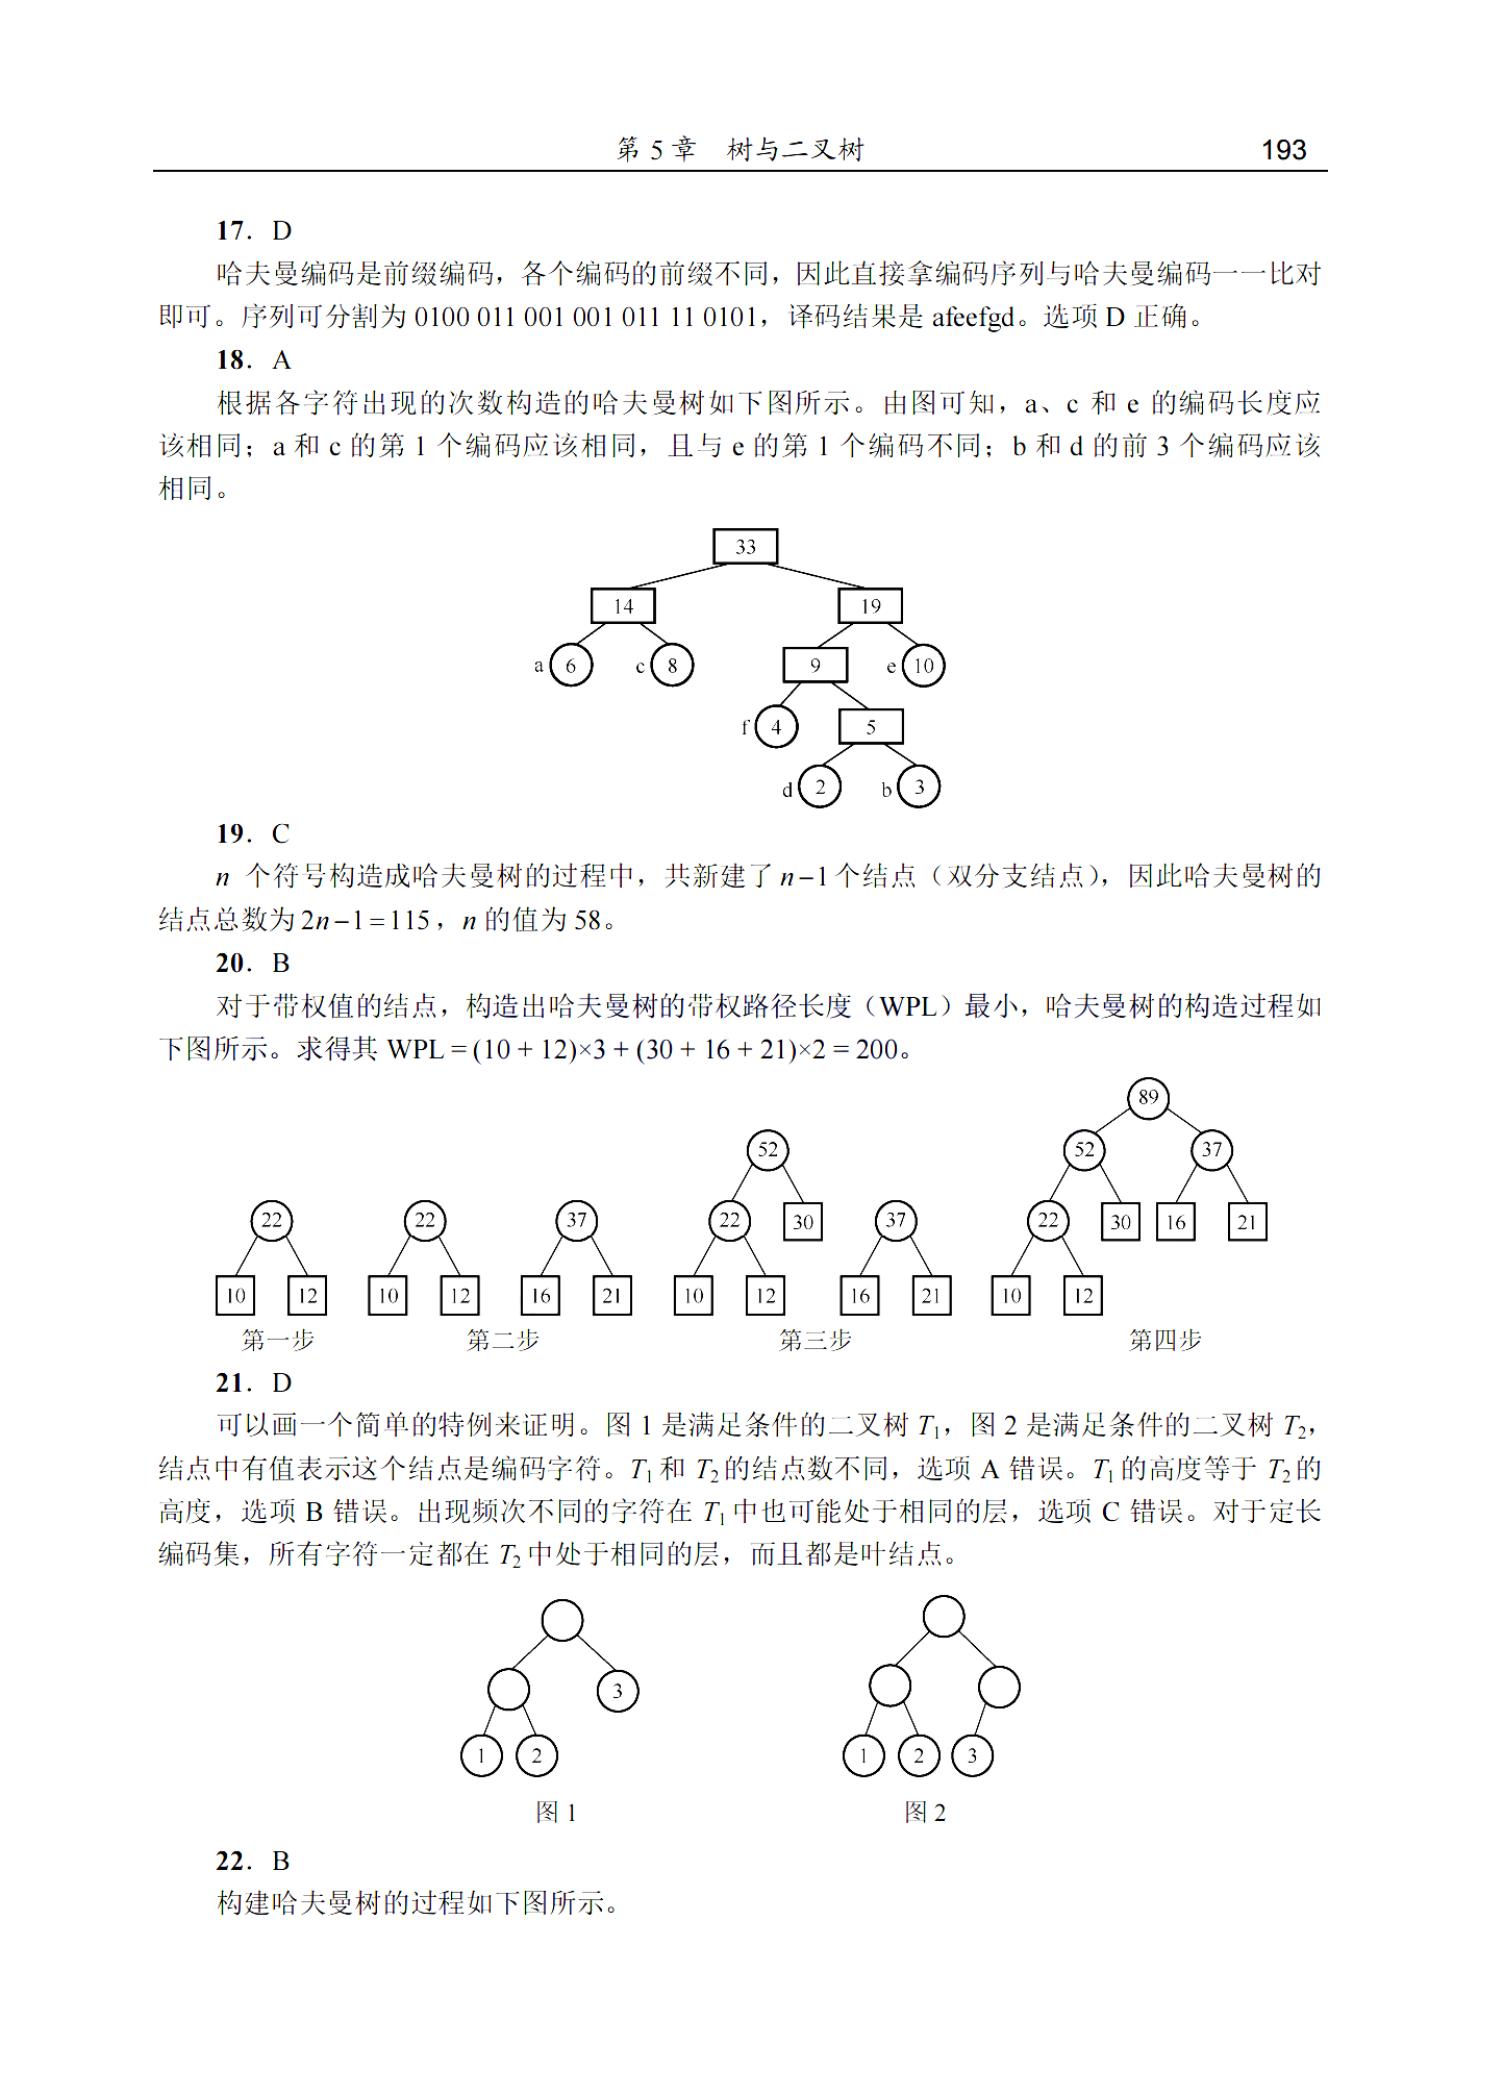 第 5 章 树与二叉树 193
17. D
哈夫曼编码是前缀编码，各个编码的前缀不同，因此直接拿编码序列与哈夫曼编码一一比对
即可。序列可分割为 0100 011 001 001 011 11 0101，译码结果是 afeefgd。选项 D 正确。
18. A
根据各字符出现的次数构造的哈夫曼树如下图所示。由图可知，a、c 和 e 的编码长度应
该相同；a 和 c 的第 1 个编码应该相同，且与 e 的第 1 个编码不同；b 和 d 的前 3 个编码应该
相同。
33
14 19
a 6 c 8 9 e 10
f 4 5
d 2 b 3
19. C
n 个符号构造成哈夫曼树的过程中，共新建了 n−1 个结点（双分支结点），因此哈夫曼树的
结点总数为 2n−1=115，n 的值为 58。
20. B
对于带权值的结点，构造出哈夫曼树的带权路径长度（WPL）最小，哈夫曼树的构造过程如
下图所示。求得其 WPL = (10 + 12)×3 + (30 + 16 + 21)×2 = 200。
89
52 52 37
22 22 37 22 30 37 22 30 16 21
10 12 10 12 16 21 10 12 16 21 10 12
第一步 第二步 第三步 第四步
21. D
可以画一个简单的特例来证明。图 1 是满足条件的二叉树 T₁，图 2 是满足条件的二叉树 T₂，
结点中有值表示这个结点是编码字符。T₁ 和 T₂ 的结点数不同，选项 A 错误。T₁ 的高度等于 T₂ 的
高度，选项 B 错误。出现频次不同的字符在 T₁ 中也可能处于相同的层，选项 C 错误。对于定长
编码集，所有字符一定都在 T₂ 中处于相同的层，而且都是叶结点。
3
1 2 1 2 3
图 1 图 2
22. B
构建哈夫曼树的过程如下图所示。